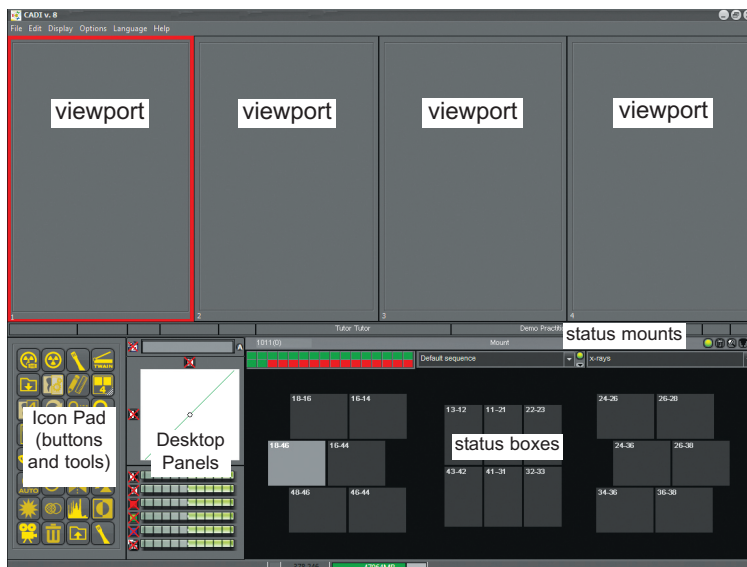 CADI v. 8
File Edit Display Options Language Help
viewport viewport viewport viewport
1 2 3 4
Tutor Tutor Demo Practiti
status mounts
1011(0) Mount
Default sequence x-rays
TWAIN
4
Icon Pad
(buttons
and tools)
AUTO
Desktop
Panels
18-16 16-14 13-12 11-21 22-23 24-26 26-28
18-46 16-44 status boxes 24-36 26-38
43-42 41-31 32-33
48-46 46-44 34-36 36-38